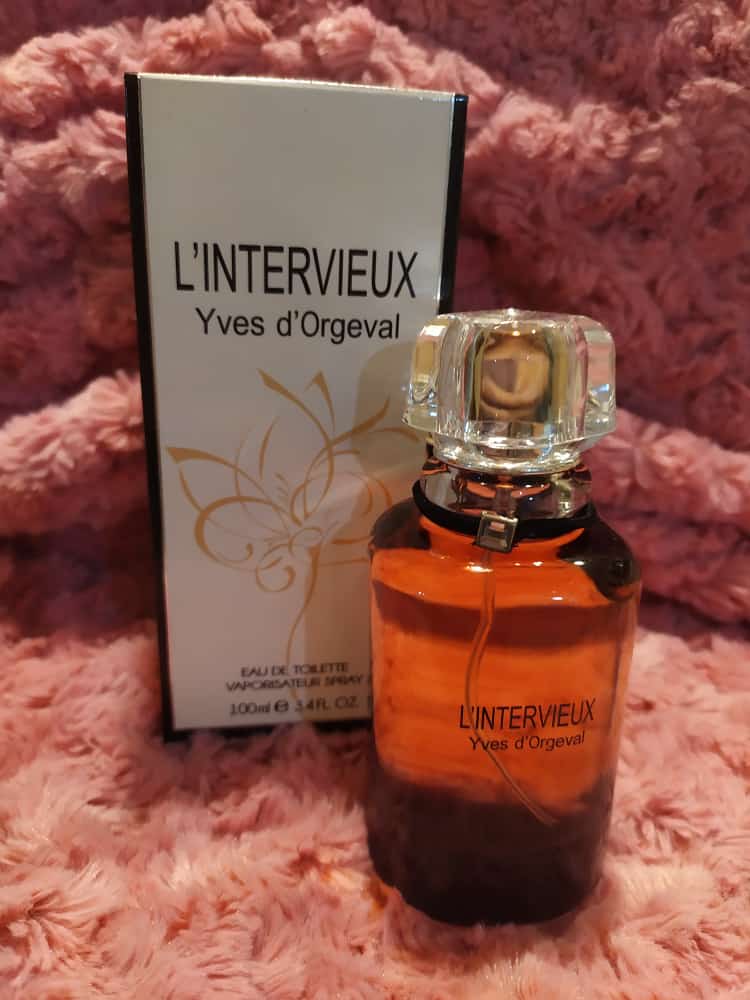 L'INTERVIEUX
Yves d'Orgeval
EAU DE TOILETTE
VAPORISATEUR SPRAY
100ml ℮ 3.4 FL. OZ.
L'INTERVIEUX
Yves d'Orgeval